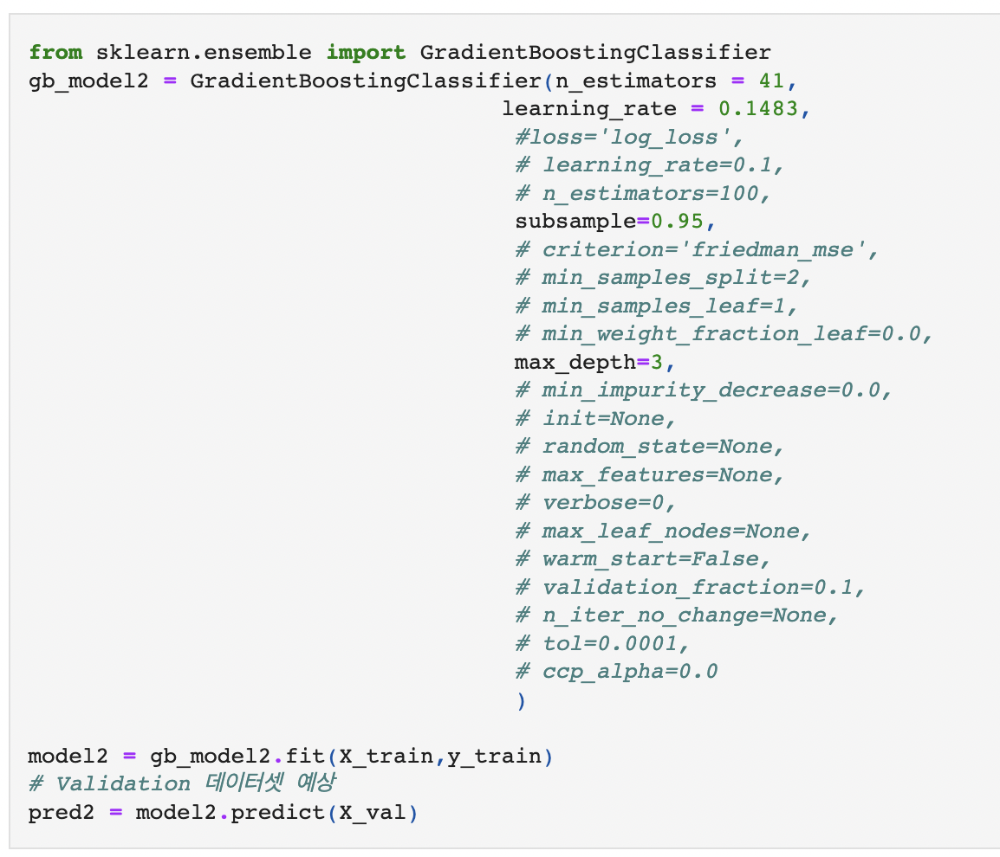 from sklearn.ensemble import GradientBoostingClassifier
gb_model2 = GradientBoostingClassifier(n_estimators = 41,
learning_rate = 0.1483,
#loss='log_loss',
# learning_rate=0.1,
# n_estimators=100,
subsample=0.95,
# criterion='friedman_mse',
# min_samples_split=2,
# min_samples_leaf=1,
# min_weight_fraction_leaf=0.0,
max_depth=3,
# min_impurity_decrease=0.0,
# init=None,
# random_state=None,
# max_features=None,
# verbose=0,
# max_leaf_nodes=None,
# warm_start=False,
# validation_fraction=0.1,
# n_iter_no_change=None,
# tol=0.0001,
# ccp_alpha=0.0
)
model2 = gb_model2.fit(X_train,y_train)
# Validation 데이터셋 예상
pred2 = model2.predict(X_val)